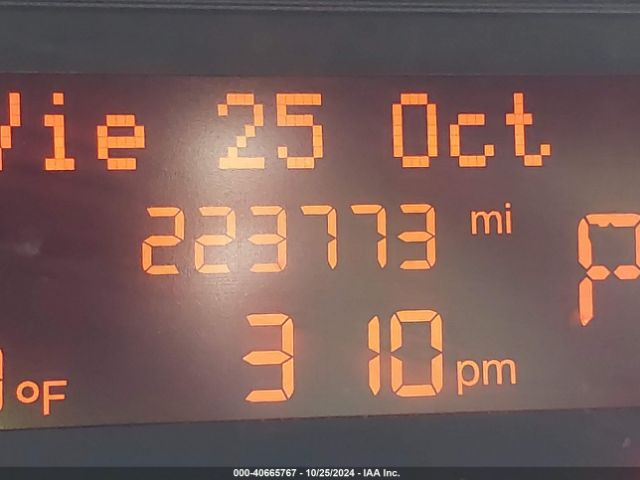 Vie 25 Oct
223773 mi
P
°F
3 10 pm
000-40665767 - 10/25/2024 - IAA Inc.